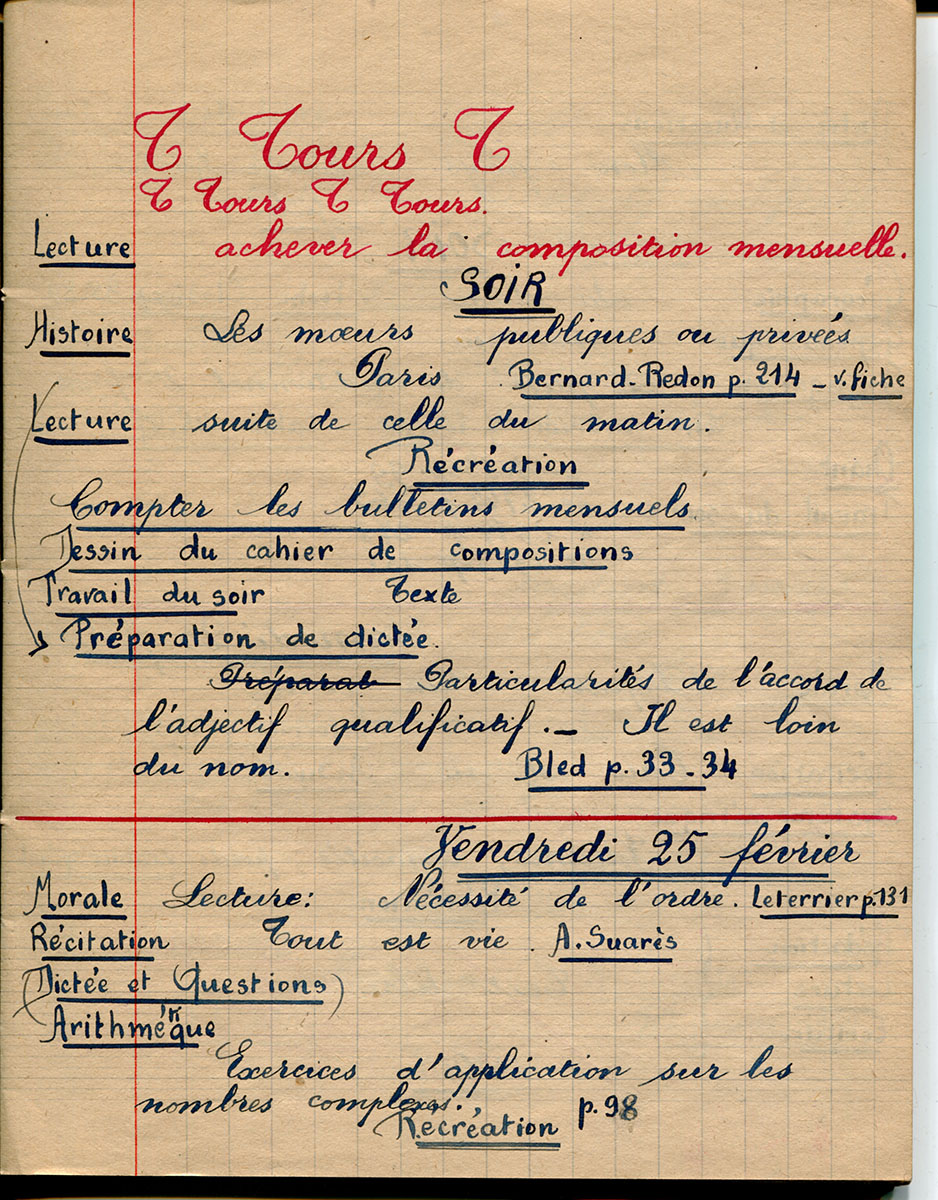 T Tours T
T Tours T Tours.
Lecture achever la composition mensuelle.
SOIR
Histoire Les mœurs publiques ou privées
Paris Bernard-Redon p. 214 - v. fiche
Lecture suite de celle du matin.
Récréation
Compter les bulletins mensuels
Dessin du cahier de compositions
Travail du soir Texte
Préparation de dictée.
Préparat Particularités de l'accord de
l'adjectif qualificatif. - Il est loin
du nom. Bled p. 33 - 34
Vendredi 25 février
Morale Lecture: Nécessité de l'ordre. Leterrier p. 131
Récitation Tout est vie. A. Suarès
(Dictée et Questions)
Arithméque
Exercices d'application sur les
nombres complexes. p. 98
Récréation